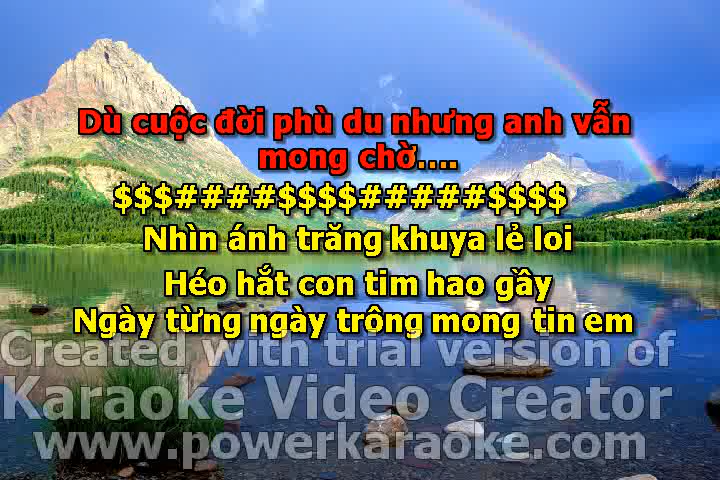 Dù cuộc đời phù du nhưng anh vẫn
mong chờ....
$$$####$$$$#####$$$$
Nhìn ánh trăng khuya lẻ loi
Héo hắt con tim hao gầy
Ngày từng ngày trông mong tin em
Created with trial version of
Karaoke Video Creator
www.powerkaraoke.com